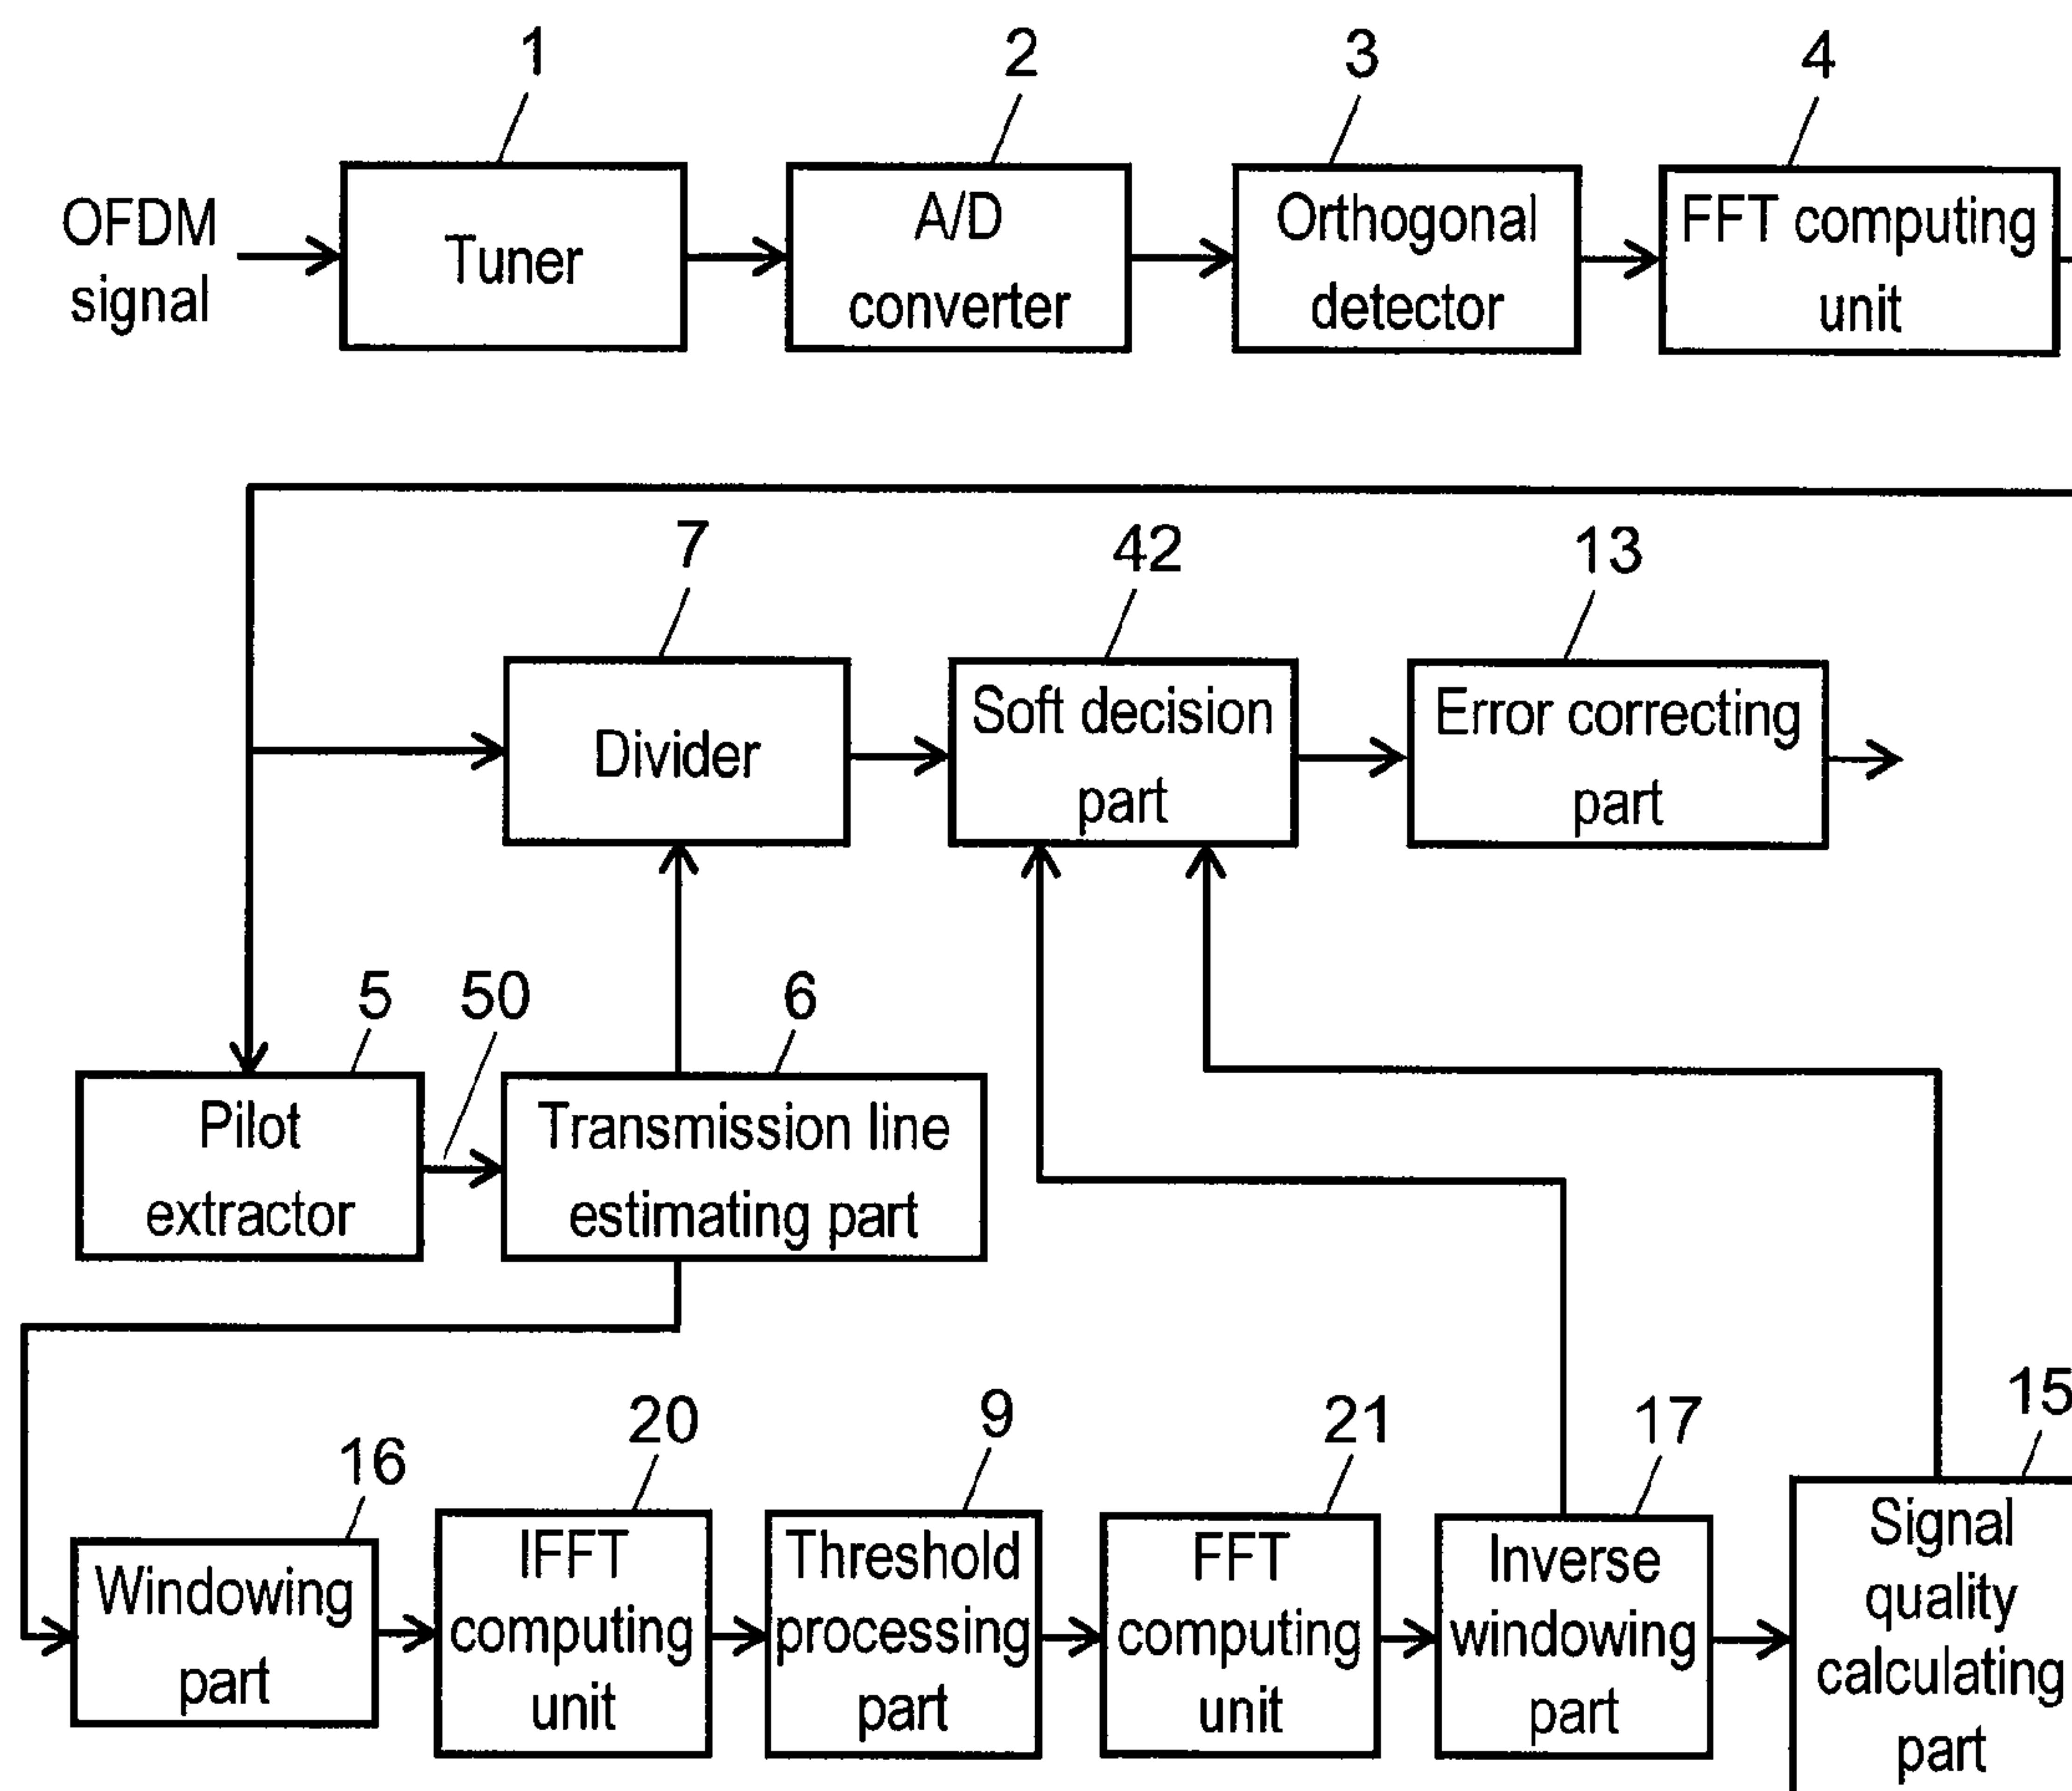 1
2
3
4
OFDM
signal
Tuner
A/D
converter
Orthogonal
detector
FFT computing
unit
7
42
13
Divider
Soft decision
part
Error correcting
part
5
50
6
Pilot
extractor
Transmission line
estimating part
16
20
9
21
17
15
Windowing
part
IFFT
computing
unit
Threshold
processing
part
FFT
computing
unit
Inverse
windowing
part
Signal
quality
calculating
part